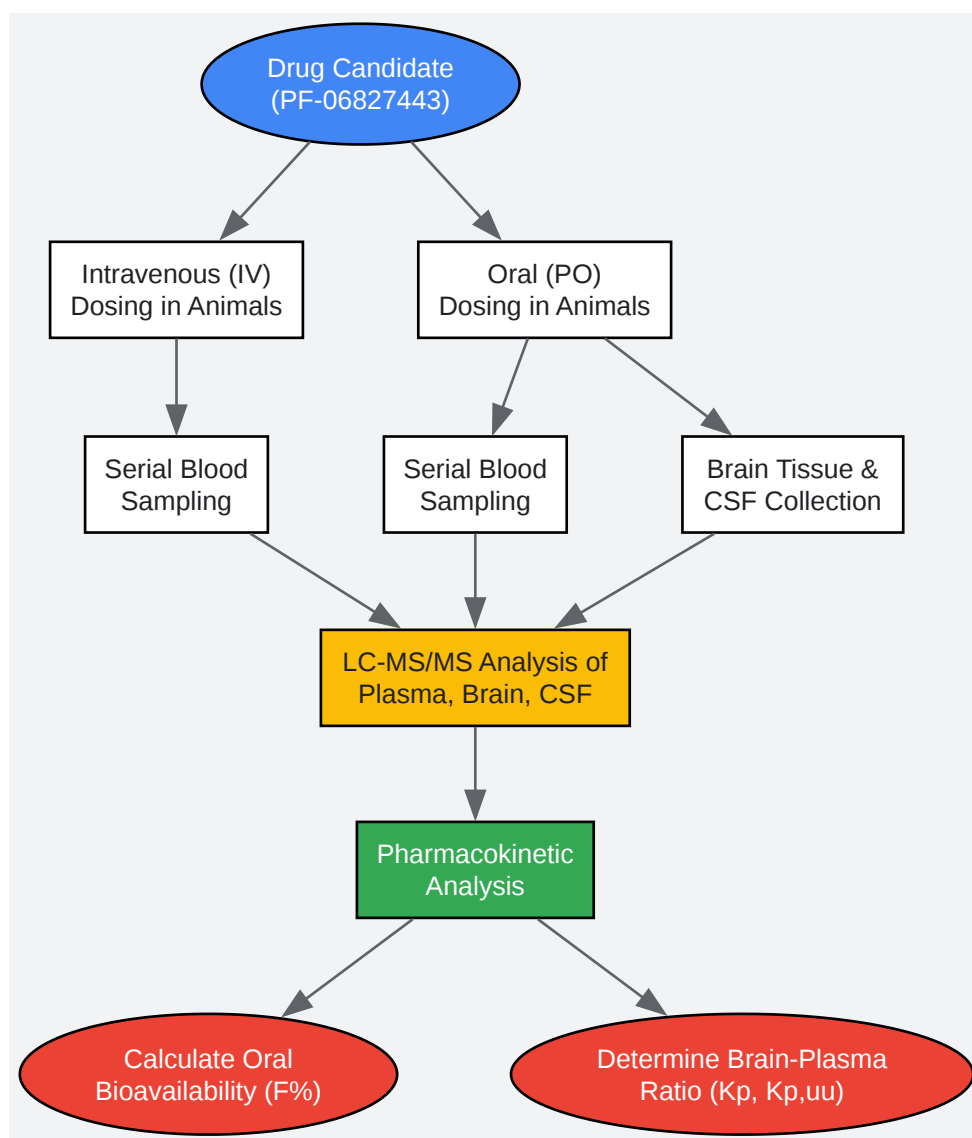 Drug Candidate
(PF-06827443)
Intravenous (IV)
Dosing in Animals
Oral (PO)
Dosing in Animals
Serial Blood
Sampling
Serial Blood
Sampling
Brain Tissue &
CSF Collection
LC-MS/MS Analysis of
Plasma, Brain, CSF
Pharmacokinetic
Analysis
Calculate Oral
Bioavailability (F%)
Determine Brain-Plasma
Ratio (Kp, Kp,uu)